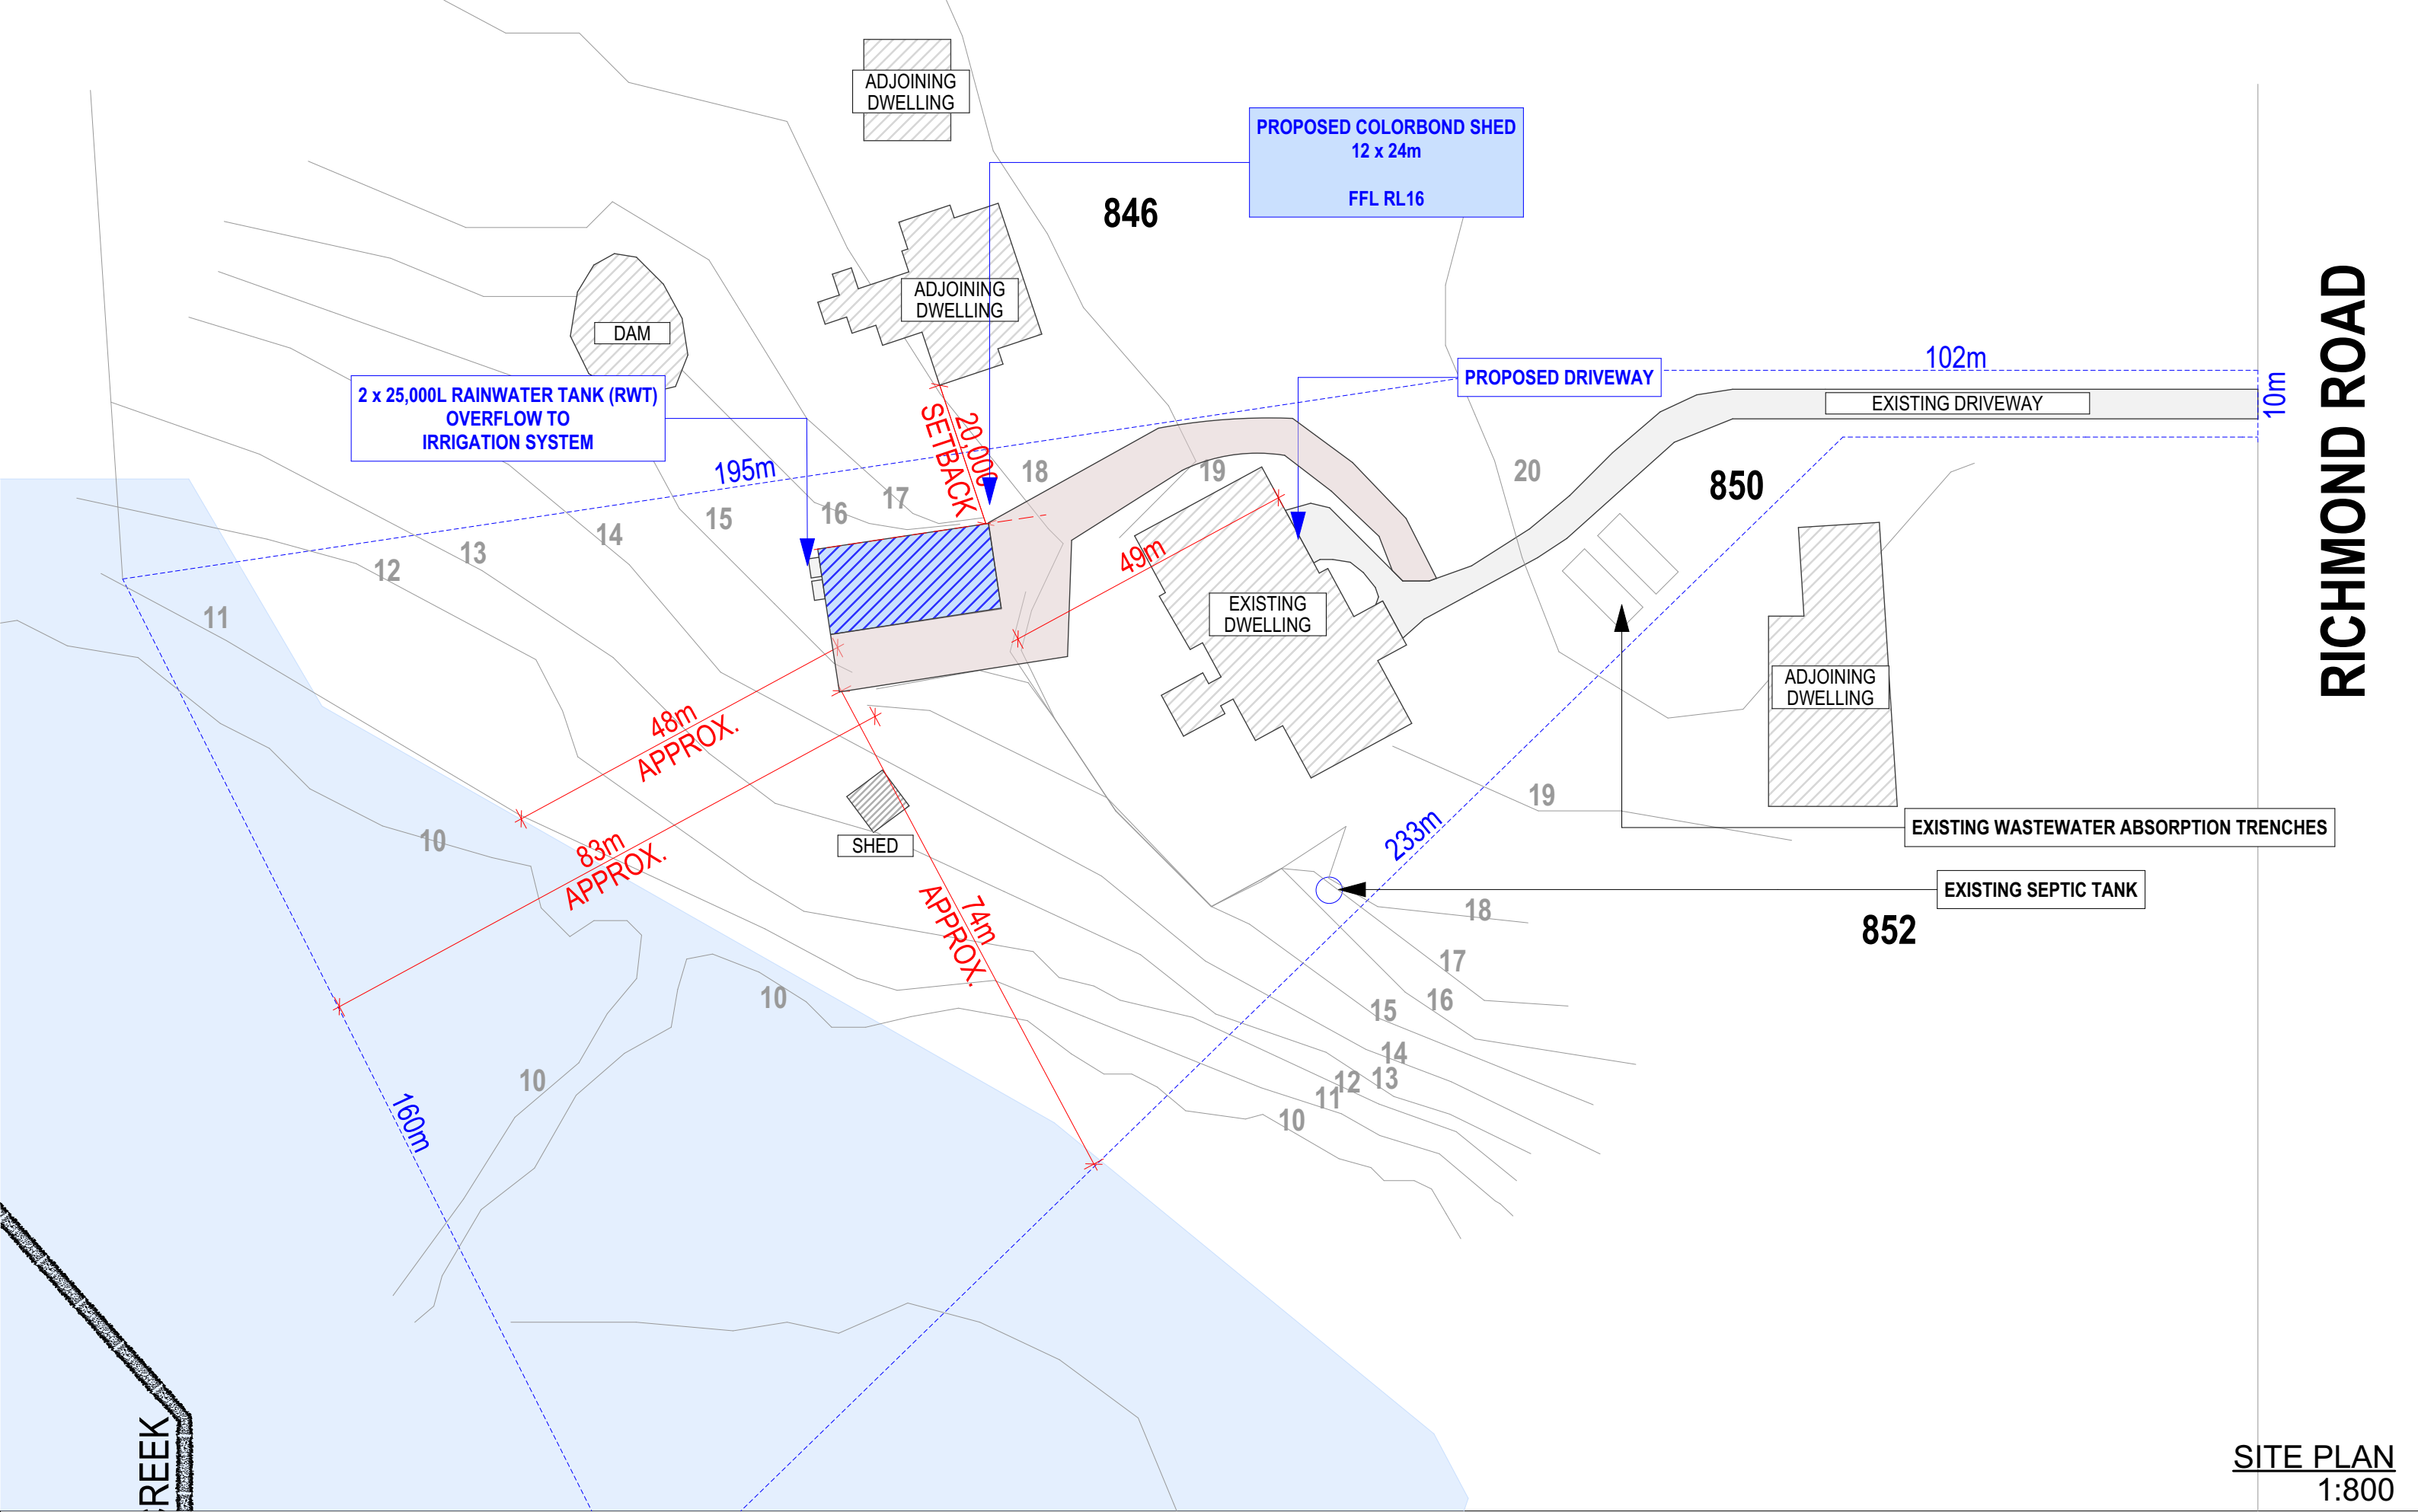 ADJOINING
DWELLING
PROPOSED COLORBOND SHED
12 x 24m
FFL RL16
846
ADJOINING
DWELLING
DAM
RICHMOND ROAD
102m
10m
PROPOSED DRIVEWAY
EXISTING DRIVEWAY
2 x 25,000L RAINWATER TANK (RWT)
OVERFLOW TO
IRRIGATION SYSTEM
20,000
SETBACK
195m
18
19
20
850
17
16
15
14
13
12
11
49m
EXISTING
DWELLING
ADJOINING
DWELLING
48m
APPROX.
83m
APPROX.
SHED
10
19
233m
EXISTING WASTEWATER ABSORPTION TRENCHES
EXISTING SEPTIC TANK
74m
APPROX.
18
852
17
16
15
14
13
12
11
10
10
10
160m
CREEK
SITE PLAN
1:800